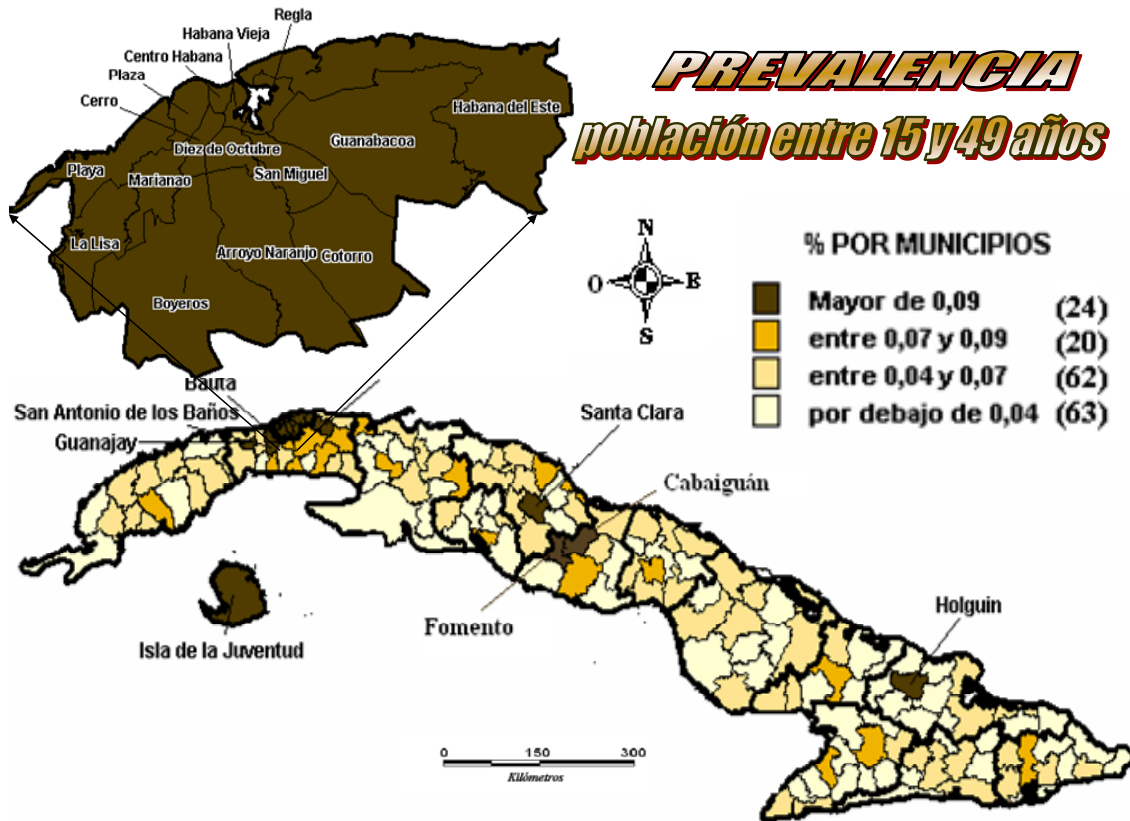 PREVALENCIA
población entre 15 y 49 años
Regla
Habana Vieja
Centro Habana
Plaza
Cerro
Habana del Este
Guanabacoa
Diez de Octubre
San Miguel
Playa
Marianao
La Lisa
Arroyo Naranjo
Cotorro
Boyeros
N
O
E
S
% POR MUNICIPIOS
Mayor de 0,09 (24)
entre 0,07 y 0,09 (20)
entre 0,04 y 0,07 (62)
por debajo de 0,04 (63)
Bauta
San Antonio de los Baños
Guanajay
Santa Clara
Cabaiguán
Fomento
Holguin
Isla de la Juventud
0 150 300
Kilómetros